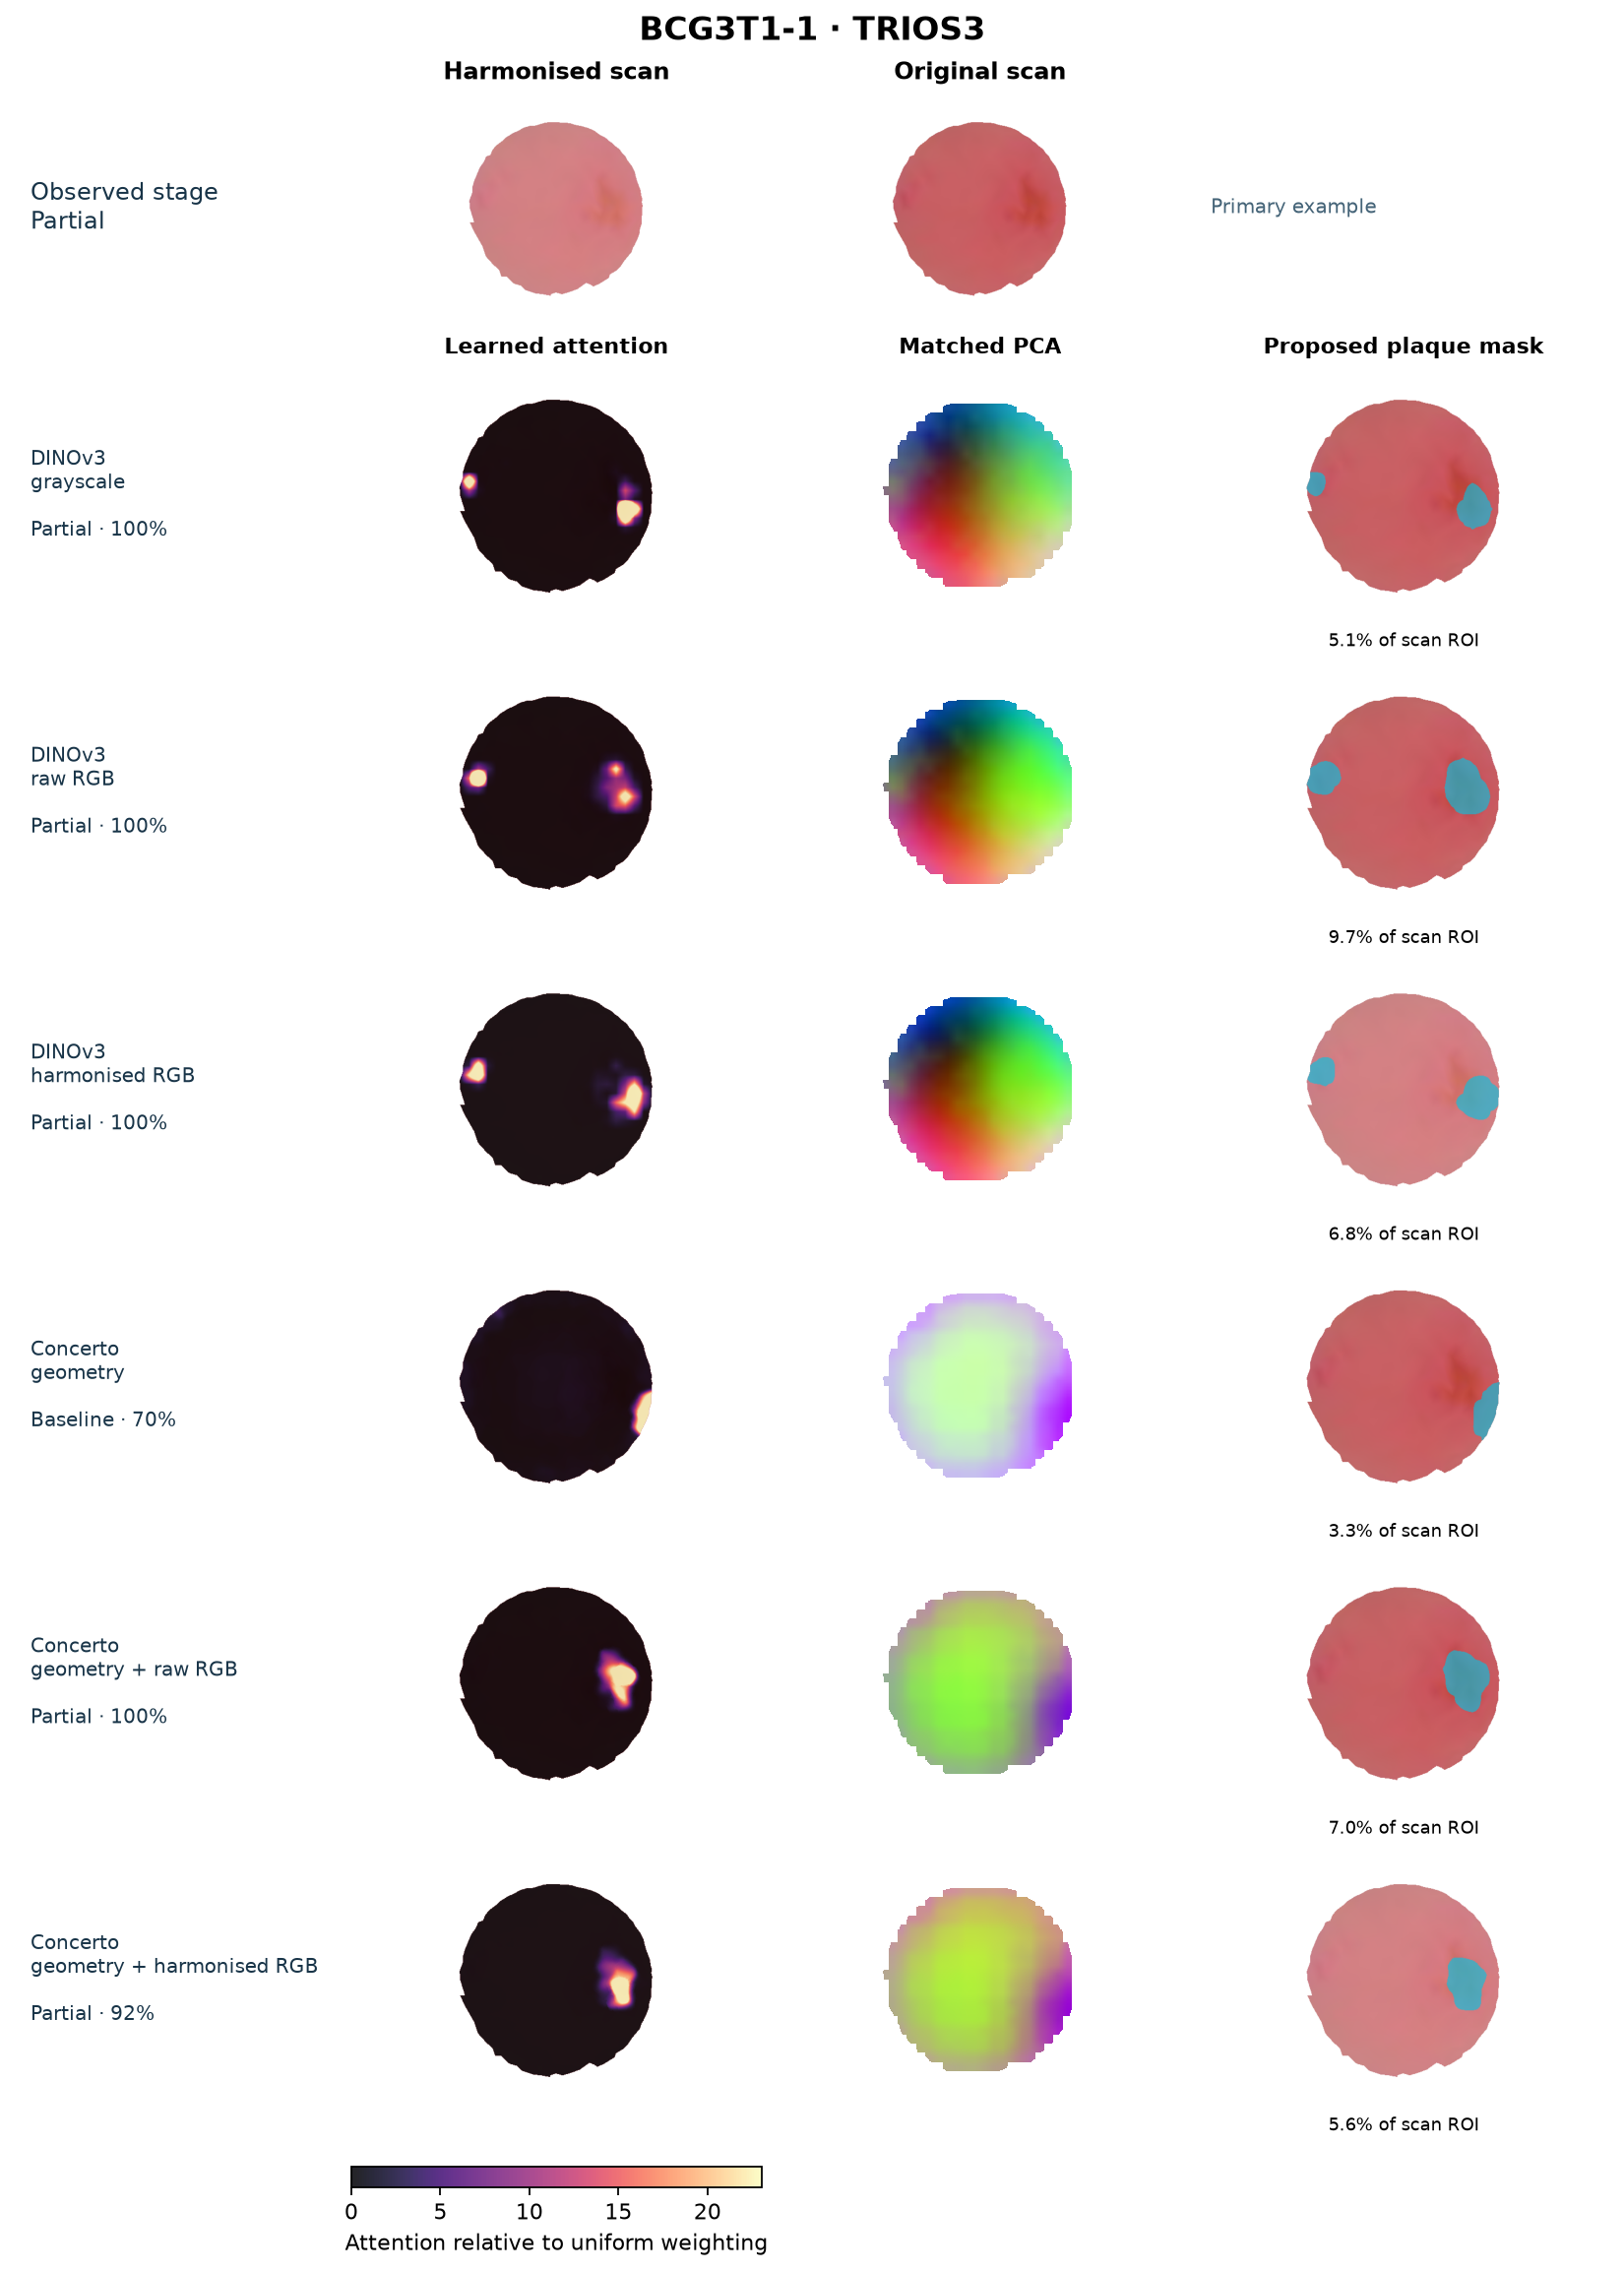 BCG3T1-1 · TRIOS3
Harmonised scan
Original scan
Observed stage
Partial
Primary example
Learned attention
Matched PCA
Proposed plaque mask
DINOv3
grayscale
Partial · 100%
5.1% of scan ROI
DINOv3
raw RGB
Partial · 100%
9.7% of scan ROI
DINOv3
harmonised RGB
Partial · 100%
6.8% of scan ROI
Concerto
geometry
Baseline · 70%
3.3% of scan ROI
Concerto
geometry + raw RGB
Partial · 100%
7.0% of scan ROI
Concerto
geometry + harmonised RGB
Partial · 92%
5.6% of scan ROI
0 5 10 15 20
Attention relative to uniform weighting